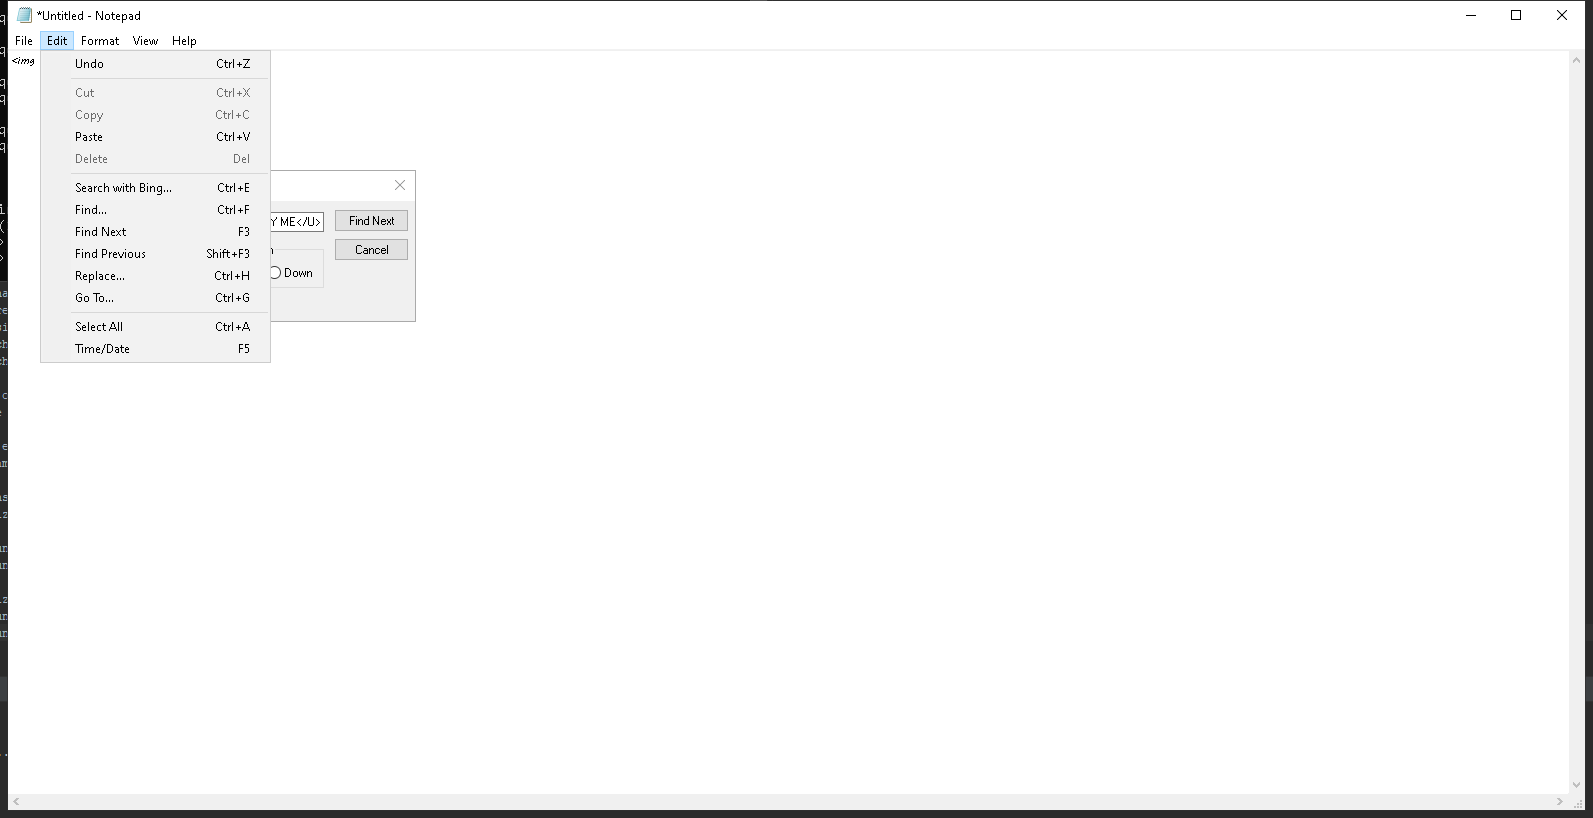 *Untitled - Notepad
File Edit Format View Help
<img
Undo Ctrl+Z
Cut Ctrl+X
Copy Ctrl+C
Paste Ctrl+V
Delete Del
Search with Bing... Ctrl+E
Find... Ctrl+F
Find Next F3
Find Previous Shift+F3
Replace... Ctrl+H
Go To... Ctrl+G
Select All Ctrl+A
Time/Date F5
Y ME</U> Find Next
Cancel
Down